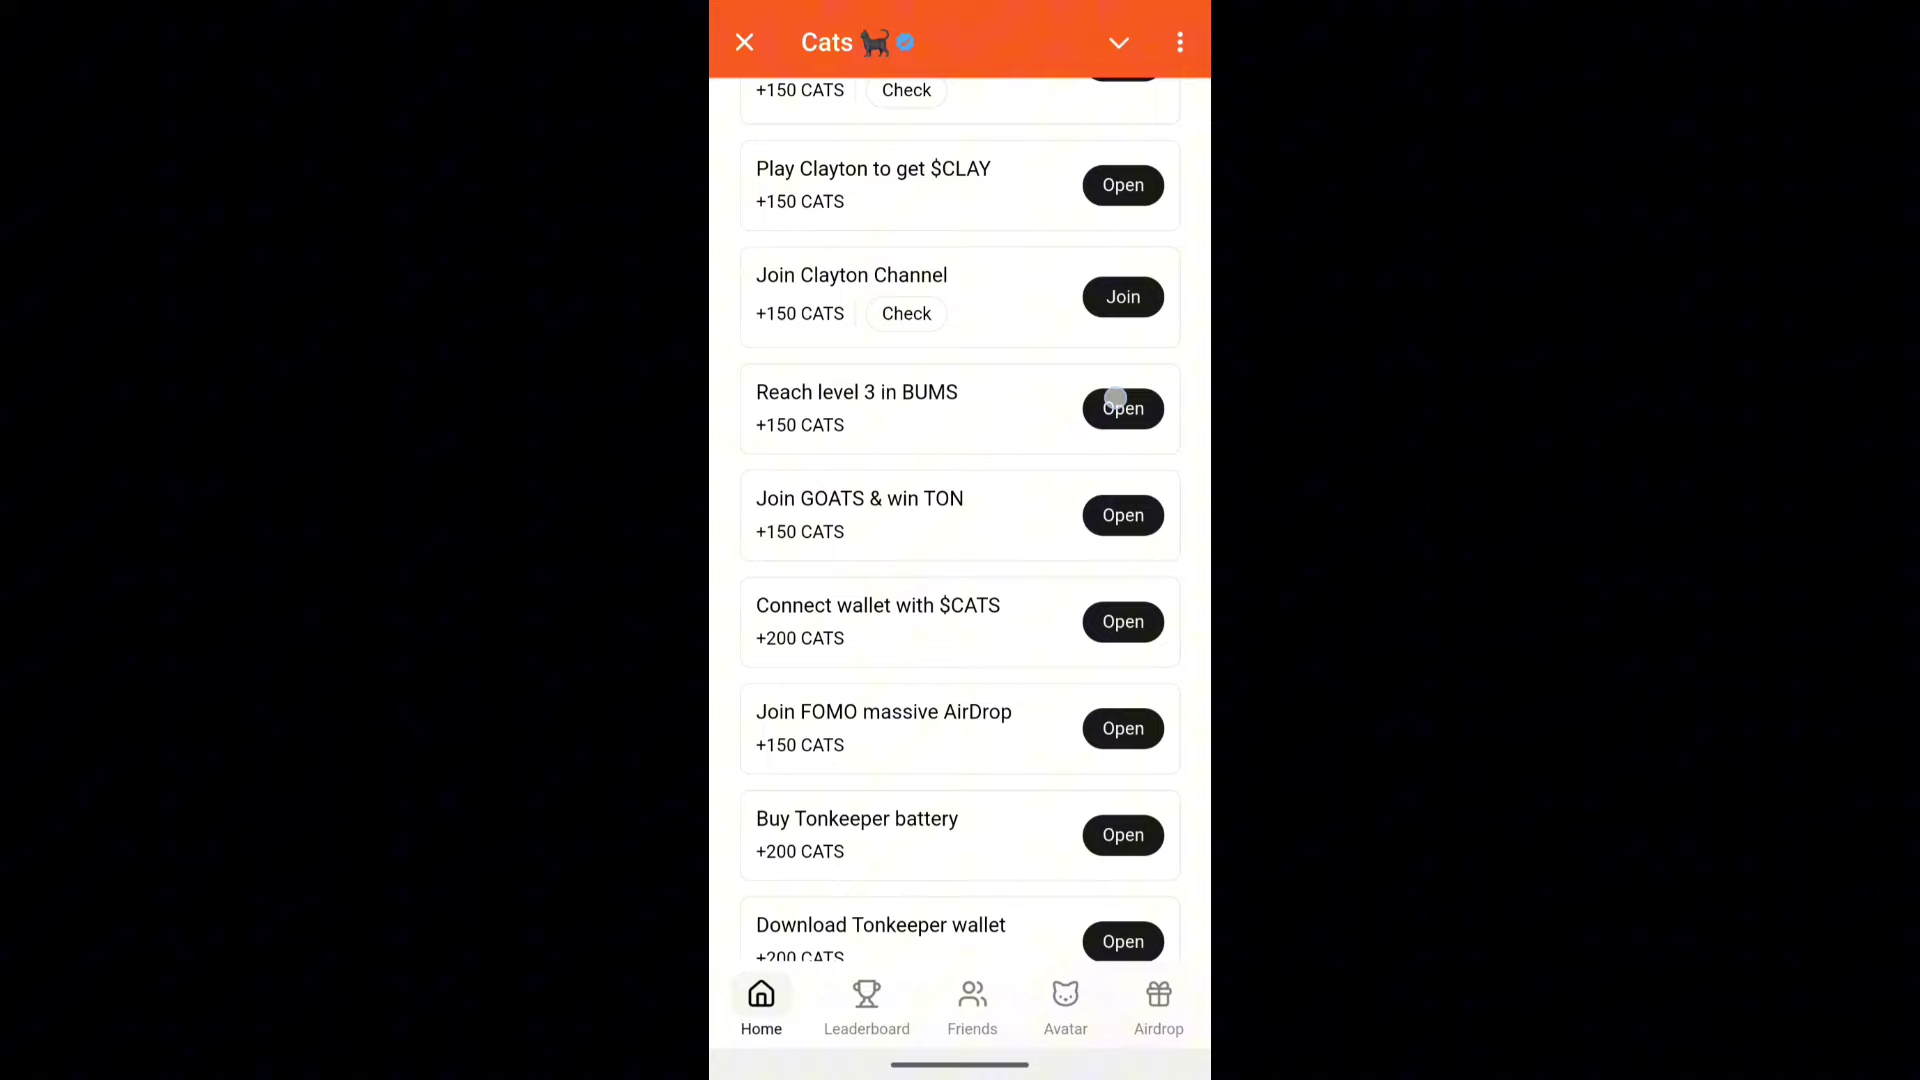 Cats
+150 CATS Check
Play Clayton to get $CLAY
+150 CATS
Open
Join Clayton Channel
+150 CATS Check
Join
Reach level 3 in BUMS
+150 CATS
Open
Join GOATS & win TON
+150 CATS
Open
Connect wallet with $CATS
+200 CATS
Open
Join FOMO massive AirDrop
+150 CATS
Open
Buy Tonkeeper battery
+200 CATS
Open
Download Tonkeeper wallet
+200 CATS
Open
Home Leaderboard Friends Avatar Airdrop